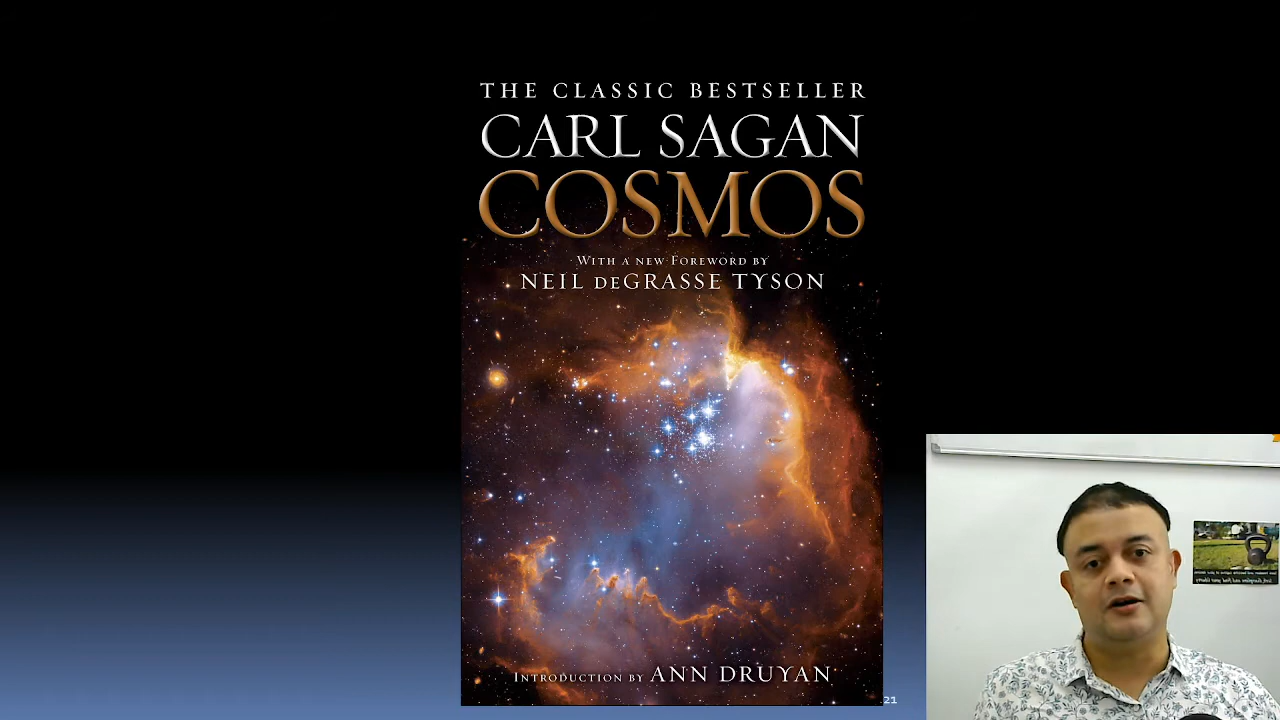 THE CLASSIC BESTSELLER
CARL SAGAN
COSMOS
WITH A NEW FOREWORD BY
NEIL DEGRASSE TYSON
INTRODUCTION BY ANN DRUYAN
21